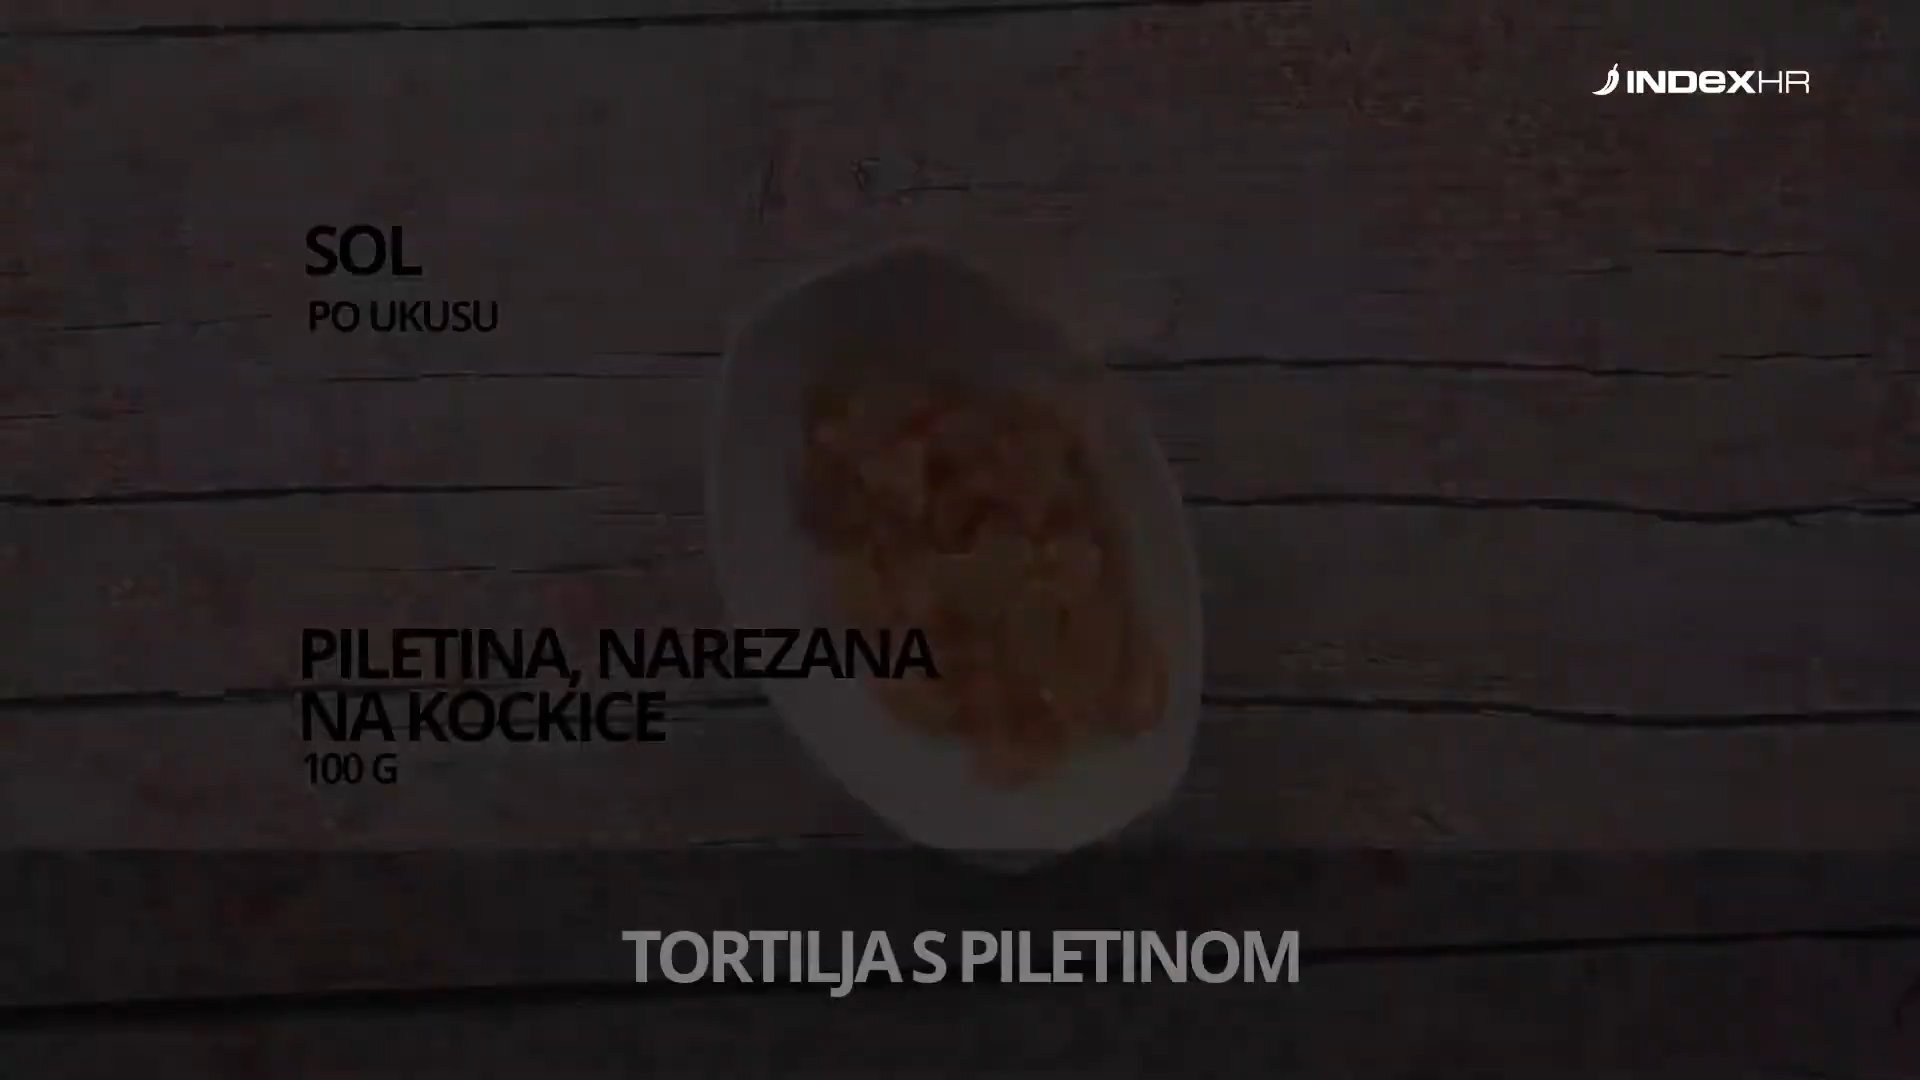 INDEXHR
SOL
PO UKUSU
PILETINA, NAREZANA
NA KOCKICE
100 G
TORTILJA S PILETINOM